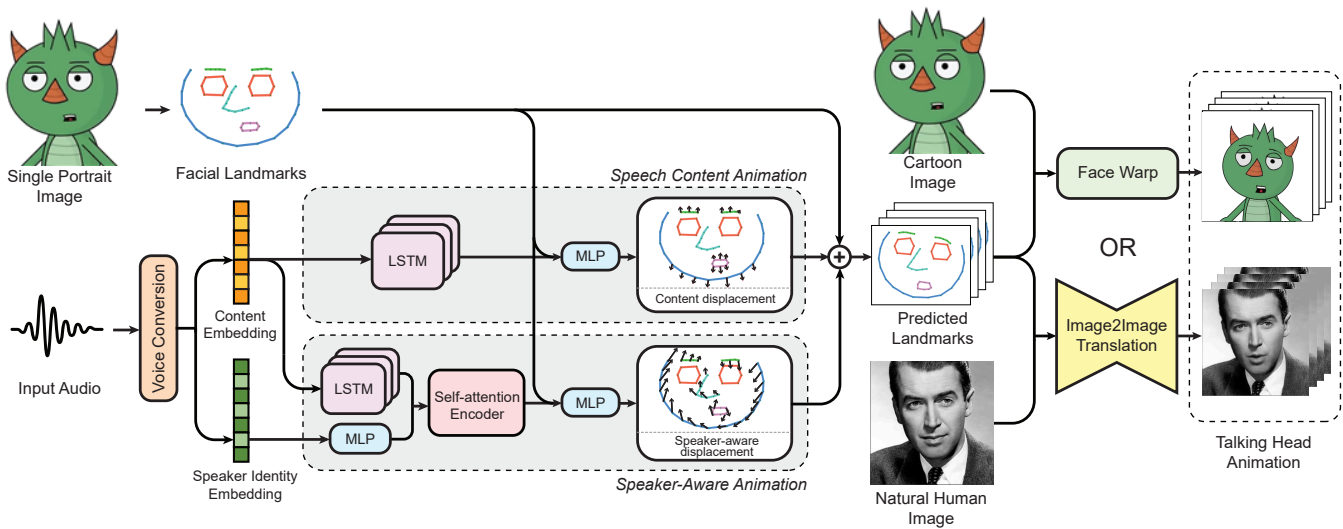 Single Portrait
Image
Facial Landmarks
Speech Content Animation
LSTM
MLP
Content displacement
Voice Conversion
Content
Embedding
Input Audio
LSTM
MLP
Self-attention
Encoder
MLP
Speaker-aware
displacement
Speaker Identity
Embedding
Speaker-Aware Animation
Cartoon
Image
Predicted
Landmarks
Natural Human
Image
Face Warp
OR
Image2Image
Translation
Talking Head
Animation